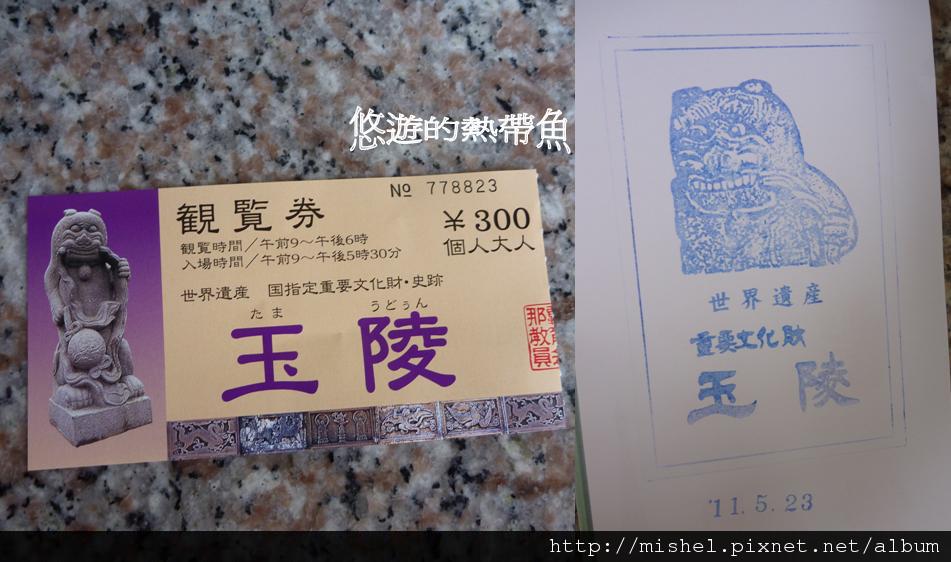 悠遊的熱帶魚
№ 778823
観覧券
¥300
観覧時間/午前9〜午後6時
個人大人
入場時間/午前9〜午後5時30分
世界遺産 国指定重要文化財・史跡
たま うどぅん
玉陵
那
教
員
世界遺産
重要文化財
玉陵
'11.5.23
http://mishel.pixnet.net/album